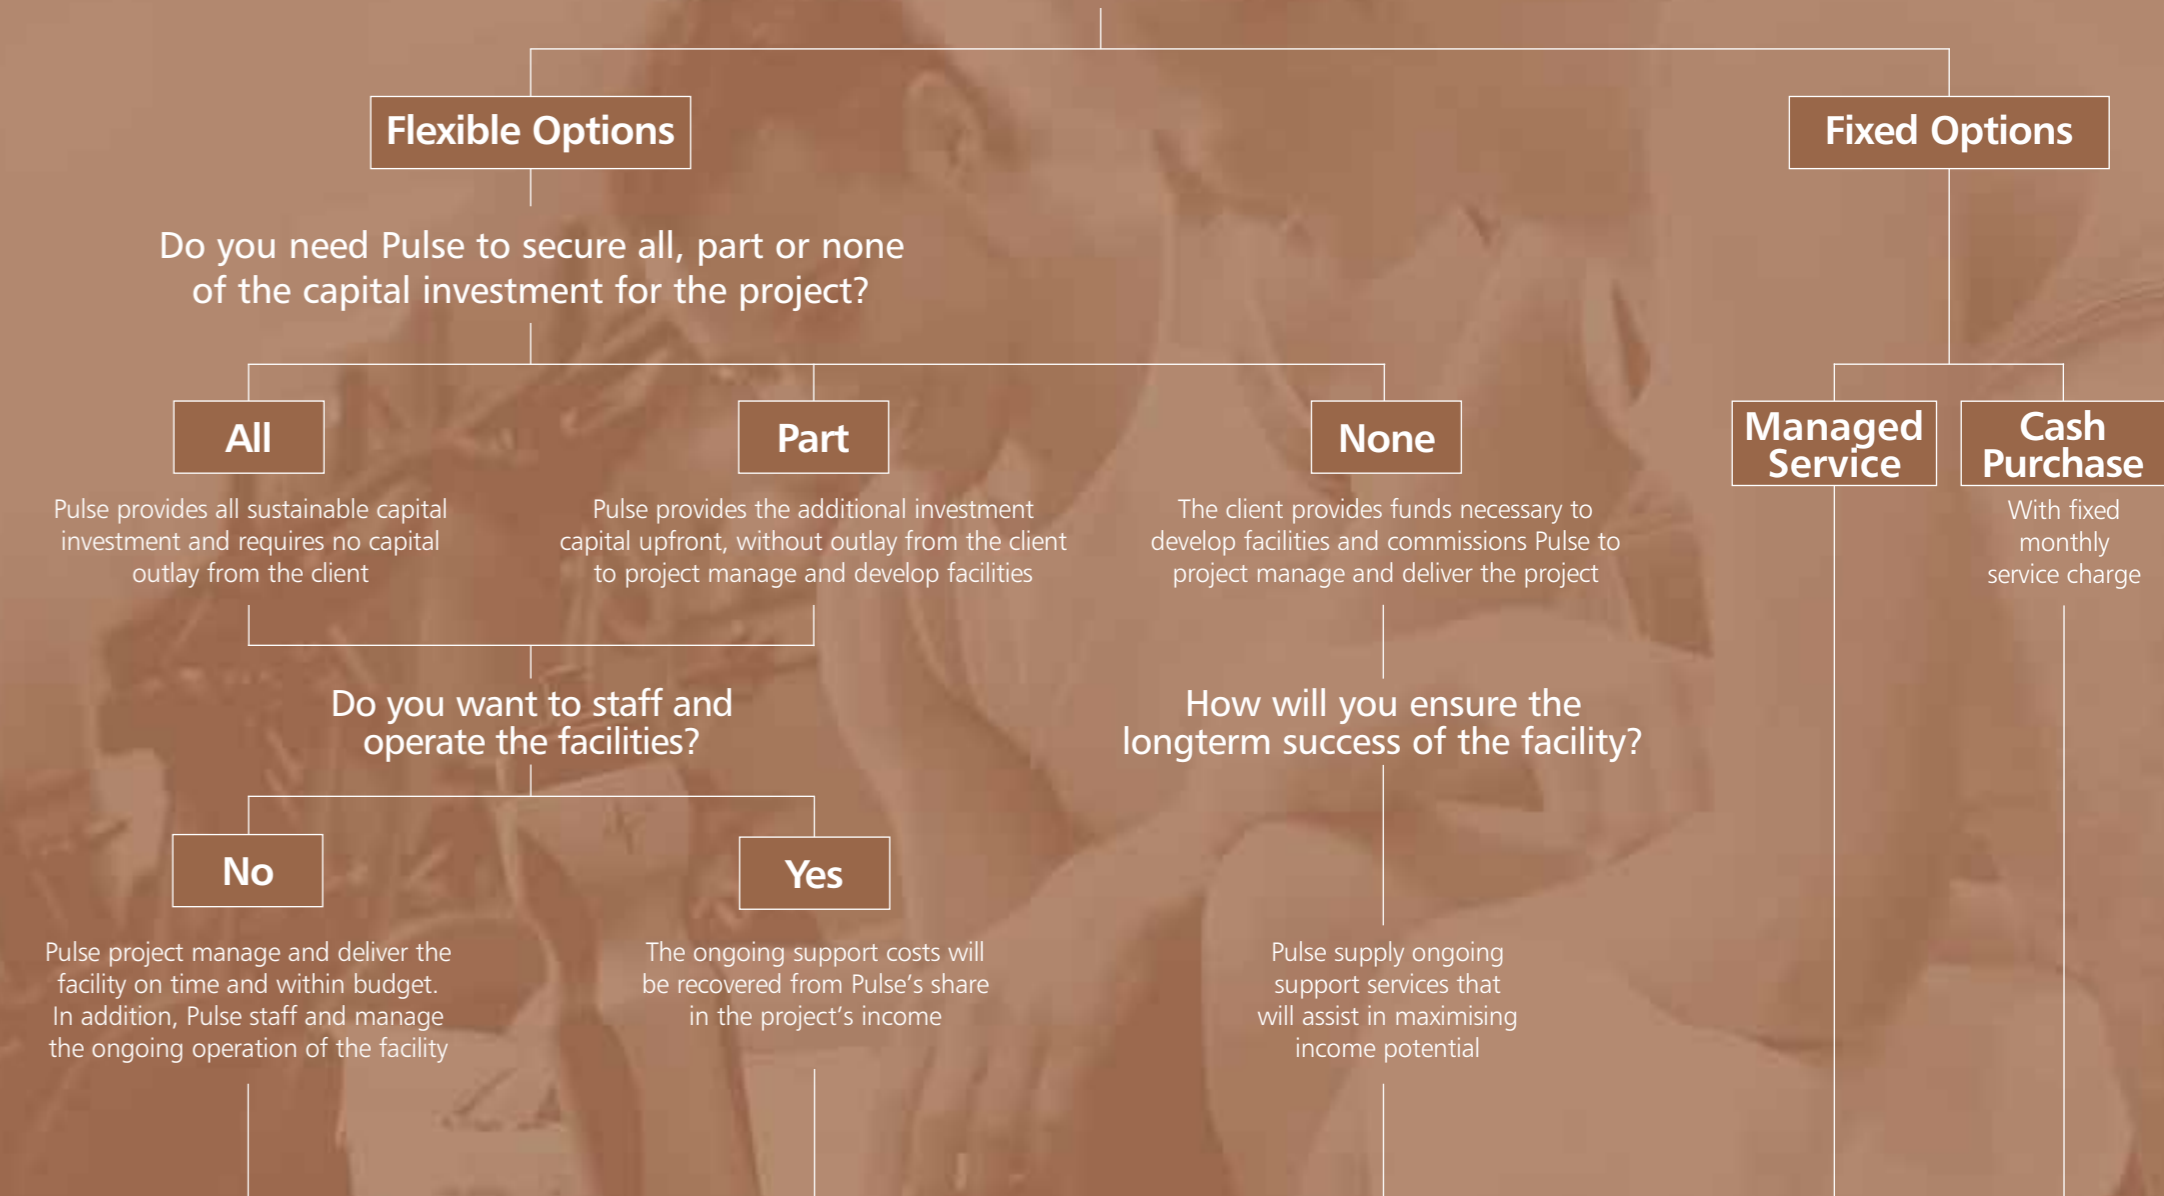 Flexible Options
Fixed Options
Do you need Pulse to secure all, part or none
of the capital investment for the project?
All
Part
None
Managed
Service
Cash
Purchase
Pulse provides all sustainable capital
investment and requires no capital
outlay from the client
Pulse provides the additional investment
capital upfront, without outlay from the client
to project manage and develop facilities
The client provides funds necessary to
develop facilities and commissions Pulse to
project manage and deliver the project
With fixed
monthly
service charge
Do you want to staff and
operate the facilities?
How will you ensure the
longterm success of the facility?
No
Yes
Pulse project manage and deliver the
facility on time and within budget.
In addition, Pulse staff and manage
the ongoing operation of the facility
The ongoing support costs will
be recovered from Pulse’s share
in the project’s income
Pulse supply ongoing
support services that
will assist in maximising
income potential